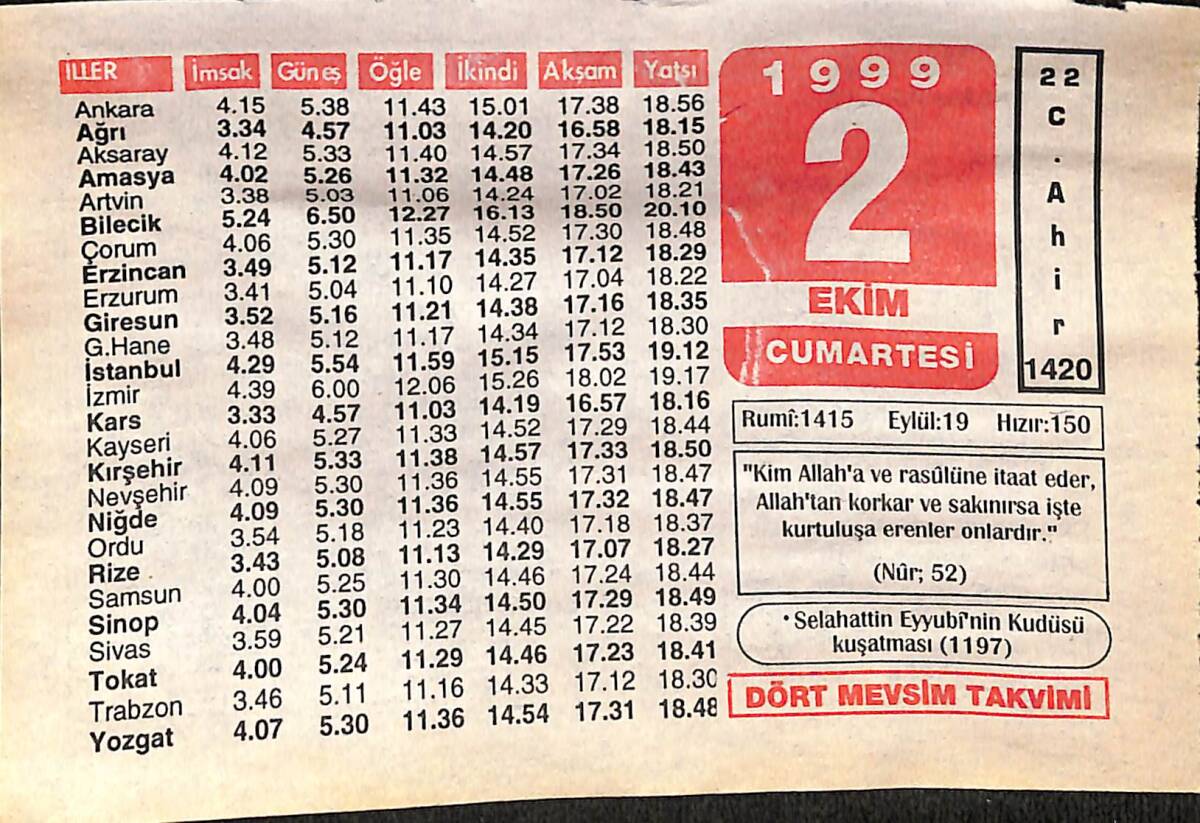 İLLER İmsak Güneş Öğle İkindi Akşam Yatsı
Ankara 4.15 5.38 11.43 15.01 17.38 18.56
Ağrı 3.34 4.57 11.03 14.20 16.58 18.15
Aksaray 4.12 5.33 11.40 14.57 17.34 18.50
Amasya 4.02 5.26 11.32 14.48 17.26 18.43
Artvin 3.38 5.03 11.06 14.24 17.02 18.21
Bilecik 5.24 6.50 12.27 16.13 18.50 20.10
Çorum 4.06 5.30 11.35 14.52 17.30 18.48
Erzincan 3.49 5.12 11.17 14.35 17.12 18.29
Erzurum 3.41 5.04 11.10 14.27 17.04 18.22
Giresun 3.52 5.16 11.21 14.38 17.16 18.35
G.Hane 3.48 5.12 11.17 14.34 17.12 18.30
İstanbul 4.29 5.54 11.59 15.15 17.53 19.12
İzmir 4.39 6.00 12.06 15.26 18.02 19.17
Kars 3.33 4.57 11.03 14.19 16.57 18.16
Kayseri 4.06 5.27 11.33 14.52 17.29 18.44
Kırşehir 4.11 5.33 11.38 14.57 17.33 18.50
Nevşehir 4.09 5.30 11.36 14.55 17.31 18.47
Niğde 4.09 5.30 11.36 14.55 17.32 18.47
Ordu 3.54 5.18 11.23 14.40 17.18 18.37
Rize 3.43 5.08 11.13 14.29 17.07 18.27
Samsun 4.00 5.25 11.30 14.46 17.24 18.44
Sinop 4.04 5.30 11.34 14.50 17.29 18.49
Sivas 3.59 5.21 11.27 14.45 17.22 18.39
Tokat 4.00 5.24 11.29 14.46 17.23 18.41
Trabzon 3.46 5.11 11.16 14.33 17.12 18.30
Yozgat 4.07 5.30 11.36 14.54 17.31 18.48
1999
2
EKİM
CUMARTESİ
22
C
.
A
h
i
r
1420
Rumî:1415 Eylül:19 Hızır:150
"Kim Allah'a ve rasûlüne itaat eder,
Allah'tan korkar ve sakınırsa işte
kurtuluşa erenler onlardır."
(Nûr; 52)
• Selahattin Eyyubî'nin Kudüsü
kuşatması (1197)
DÖRT MEVSİM TAKVİMİ